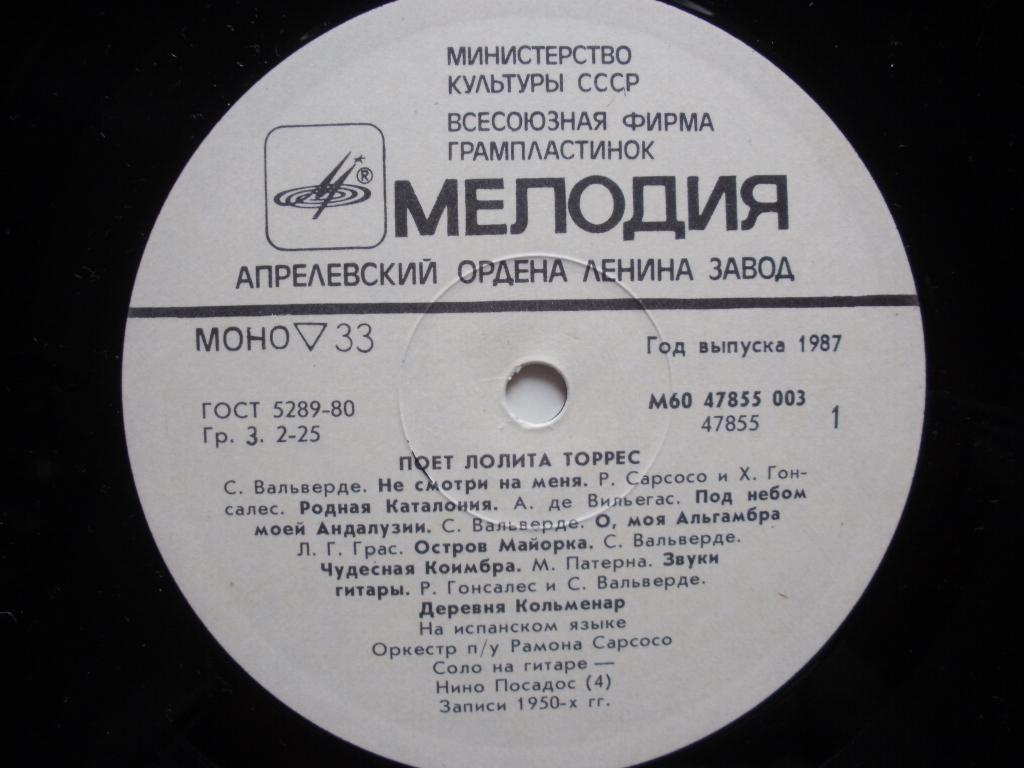 МИНИСТЕРСТВО
КУЛЬТУРЫ СССР
ВСЕСОЮЗНАЯ ФИРМА
ГРАМПЛАСТИНОК
®
МЕЛОДИЯ
АПРЕЛЕВСКИЙ ОРДЕНА ЛЕНИНА ЗАВОД
МОНО ▽ 33
Год выпуска 1987
ГОСТ 5289-80
Гр. 3. 2-25
М60 47855 003
47855
1
ПОЕТ ЛОЛИТА ТОРРЕС
С. Вальверде. Не смотри на меня. Р. Сарсосо и Х. Гон-
салес. Родная Каталония. А. де Вильегас. Под небом
моей Андалузии. С. Вальверде. О, моя Альгамбра
Л. Г. Грас. Остров Майорка. С. Вальверде.
Чудесная Коимбра. М. Патерна. Звуки
гитары. Р. Гонсалес и С. Вальверде.
Деревня Кольменар
На испанском языке
Оркестр п/у Рамона Сарсосо
Соло на гитаре —
Нино Посадос (4)
Записи 1950-х гг.